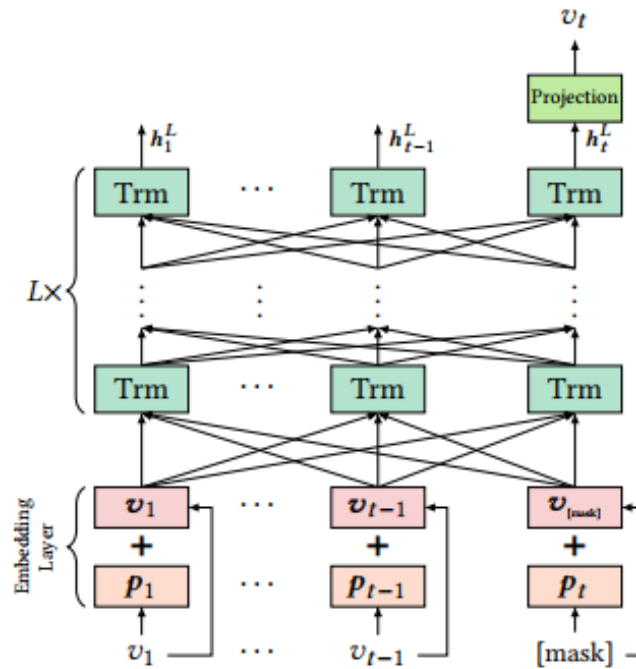 v_t
Projection
h_1^L h_{t-1}^L h_t^L
Trm ... Trm Trm
L×
Trm ... Trm Trm
Embedding
Layer
v_1 ... v_{t-1} v_[mask]
+ + +
p_1 ... p_{t-1} p_t
v_1 ... v_{t-1} [mask]